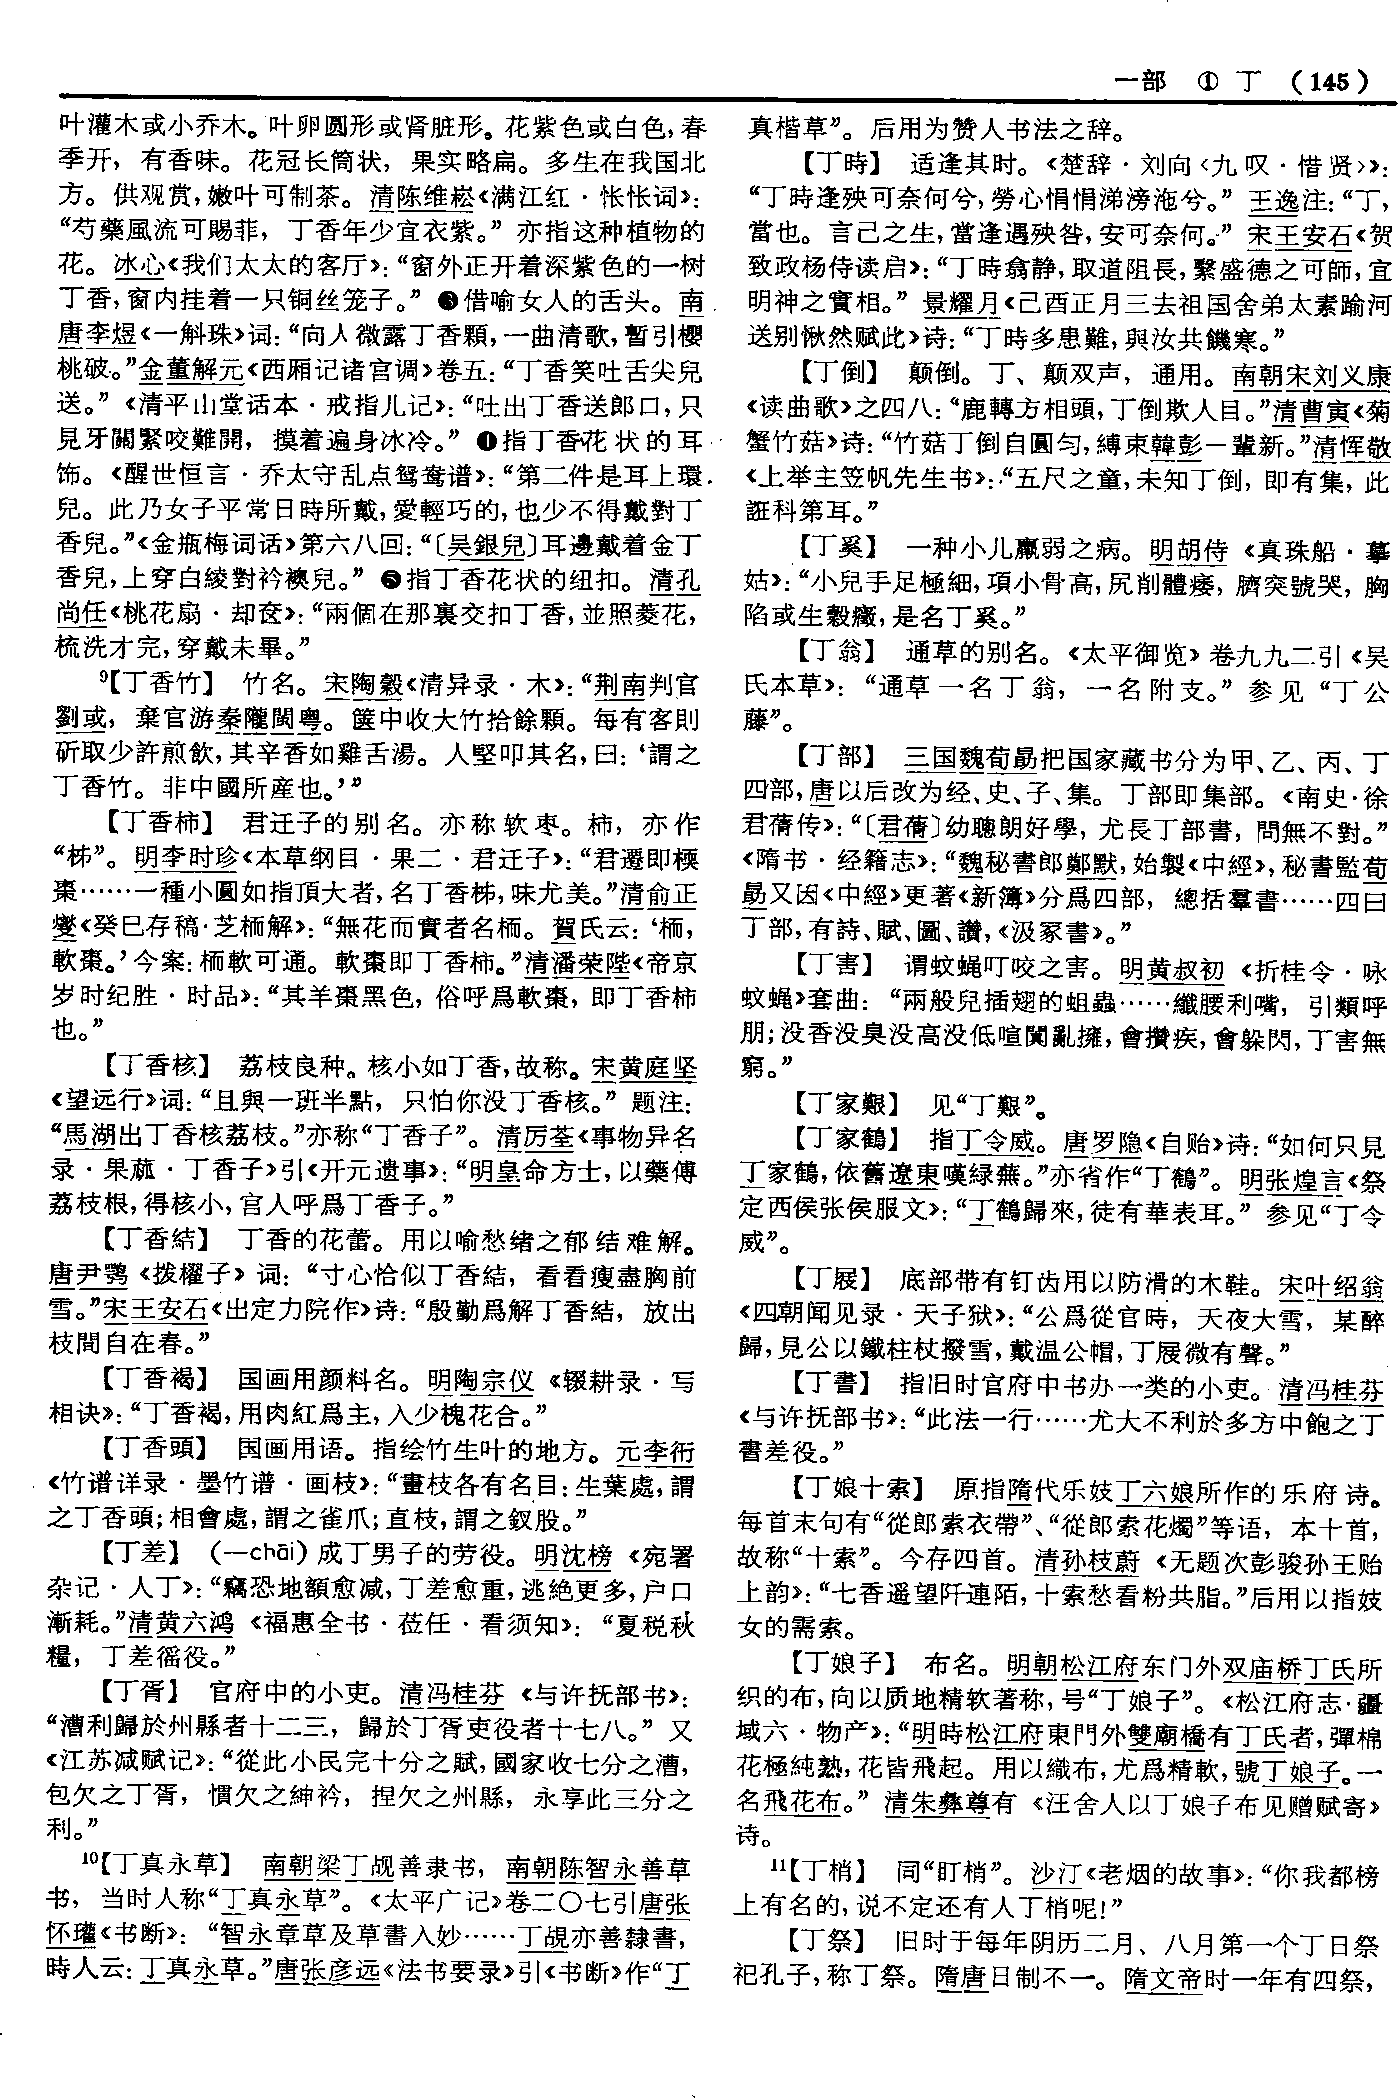 一部 ① 丁 （145）
叶灌木或小乔木。叶卵圆形或肾脏形。花紫色或白色，春
季开，有香味。花冠长筒状，果实略扁。多生在我国北
方。供观赏，嫩叶可制茶。清陈维崧《满江红·怅怅词》：
“芍藥風流可賜菲，丁香年少宜衣紫。”亦指这种植物的
花。冰心《我们太太的客厅》：“窗外正开着深紫色的一树
丁香，窗内挂着一只铜丝笼子。”❸借喻女人的舌头。南
唐李煜《一斛珠》词：“向人微露丁香顆，一曲清歌，暫引櫻
桃破。”金董解元《西厢记诸宫调》卷五：“丁香笑吐舌尖兒
送。”《清平山堂话本·戒指儿记》：“吐出丁香送郎口，只
見牙關緊咬難開，摸着遍身冰冷。”❹指丁香花状的耳
饰。《醒世恒言·乔太守乱点鸳鸯谱》：“第二件是耳上環
兒。此乃女子平常日時所戴，愛輕巧的，也少不得戴對丁
香兒。”《金瓶梅词话》第六八回：“〔吴銀兒〕耳邊戴着金丁
香兒，上穿白綾對衿襖兒。”❺指丁香花状的纽扣。清孔
尚任《桃花扇·却奁》：“兩個在那裏交扣丁香，並照菱花，
梳洗才完，穿戴未畢。”
⁹【丁香竹】 竹名。宋陶穀《清异录·木》：“荆南判官
劉或，棄官游秦隴閩粤。篋中收大竹拾餘顆。每有客則
斫取少許煎飲，其辛香如雞舌湯。人堅叩其名，曰：‘謂之
丁香竹。非中國所産也。’”
【丁香柿】 君迁子的别名。亦称软枣。柿，亦作
“柹”。明李时珍《本草纲目·果二·君迁子》：“君遷即㮕
棗……一種小圓如指頂大者，名丁香柹，味尤美。”清俞正
燮《癸巳存稿·芝栭解》：“無花而實者名栭。賀氏云：‘栭，
軟棗。’今案：栭軟可通。軟棗即丁香柿。”清潘荣陛《帝京
岁时纪胜·时品》：“其羊棗黑色，俗呼爲軟棗，即丁香柿
也。”
【丁香核】 荔枝良种。核小如丁香，故称。宋黄庭坚
《望远行》词：“且與一班半點，只怕你没丁香核。”题注：
“馬湖出丁香核荔枝。”亦称“丁香子”。清厉荃《事物异名
录·果蓏·丁香子》引《开元遗事》：“明皇命方士，以藥傅
荔枝根，得核小，宫人呼爲丁香子。”
【丁香結】 丁香的花蕾。用以喻愁绪之郁结难解。
唐尹鹗《拨櫂子》词：“寸心恰似丁香結，看看瘦盡胸前
雪。”宋王安石《出定力院作》诗：“殷勤爲解丁香結，放出
枝間自在春。”
【丁香褐】 国画用颜料名。明陶宗仪《辍耕录·写
相诀》：“丁香褐，用肉紅爲主，入少槐花合。”
【丁香頭】 国画用语。指绘竹生叶的地方。元李衎
《竹谱详录·墨竹谱·画枝》：“畫枝各有名目：生葉處，謂
之丁香頭；相會處，謂之雀爪；直枝，謂之釵股。”
【丁差】 （—chāi）成丁男子的劳役。明沈榜《宛署
杂记·人丁》：“竊恐地額愈减，丁差愈重，逃絶更多，户口
漸耗。”清黄六鸿《福惠全书·莅任·看须知》：“夏税秋
糧，丁差徭役。”
【丁胥】 官府中的小吏。清冯桂芬《与许抚部书》：
“漕利歸於州縣者十二三，歸於丁胥吏役者十七八。”又
《江苏减赋记》：“從此小民完十分之賦，國家收七分之漕，
包欠之丁胥，慣欠之紳衿，捏欠之州縣，永享此三分之
利。”
¹⁰【丁真永草】 南朝梁丁觇善隶书，南朝陈智永善草
书，当时人称“丁真永草”。《太平广记》卷二〇七引唐张
怀瓘《书断》：“智永章草及草書入妙……丁覘亦善隸書，
時人云：丁真永草。”唐张彦远《法书要录》引《书断》作“丁
真楷草”。后用为赞人书法之辞。
【丁時】 适逢其时。《楚辞·刘向〈九叹·惜贤〉》：
“丁時逢殃可奈何兮，勞心悁悁涕滂沲兮。”王逸注：“丁，
當也。言己之生，當逢遇殃咎，安可奈何。”宋王安石《贺
致政杨侍读启》：“丁時翕静，取道阻長，繫盛德之可師，宜
明神之實相。”景耀月《己酉正月三去祖国舍弟太素踰河
送别愀然赋此》诗：“丁時多患難，與汝共饑寒。”
【丁倒】 颠倒。丁、颠双声，通用。南朝宋刘义康
《读曲歌》之四八：“鹿轉方相頭，丁倒欺人目。”清曹寅《菊
蟹竹菇》诗：“竹菇丁倒自圓匀，縛束韓彭一輩新。”清恽敬
《上举主笠帆先生书》：“五尺之童，未知丁倒，即有集，此
誑科第耳。”
【丁奚】 一种小儿羸弱之病。明胡侍《真珠船·摹
姑》：“小兒手足極細，項小骨高，尻削體痿，臍突號哭，胸
陷或生穀癥，是名丁奚。”
【丁翁】 通草的别名。《太平御览》卷九九二引《吴
氏本草》：“通草一名丁翁，一名附支。”参见“丁公
藤”。
【丁部】 三国魏荀勗把国家藏书分为甲、乙、丙、丁
四部，唐以后改为经、史、子、集。丁部即集部。《南史·徐
君蒨传》：“〔君蒨〕幼聰朗好學，尤長丁部書，問無不對。”
《隋书·经籍志》：“魏秘書郎鄭默，始製《中經》，秘書監荀
勗又因《中經》更著《新簿》分爲四部，總括羣書……四曰
丁部，有詩、賦、圖、讚，《汲冢書》。”
【丁害】 谓蚊蝇叮咬之害。明黄叔初《折桂令·咏
蚊蝇》套曲：“兩般兒插翅的蛆蟲……纖腰利嘴，引類呼
朋；没香没臭没高没低喧闐亂擁，會攢疾，會躲閃，丁害無
窮。”
【丁家艱】 见“丁艱”。
【丁家鶴】 指丁令威。唐罗隐《自贻》诗：“如何只見
丁家鶴，依舊遼東嘆緑蕪。”亦省作“丁鶴”。明张煌言《祭
定西侯张侯服文》：“丁鶴歸來，徒有華表耳。”参见“丁令
威”。
【丁屐】 底部带有钉齿用以防滑的木鞋。宋叶绍翁
《四朝闻见录·天子狱》：“公爲從官時，天夜大雪，某醉
歸，見公以鐵柱杖撥雪，戴温公帽，丁屐微有聲。”
【丁書】 指旧时官府中书办一类的小吏。清冯桂芬
《与许抚部书》：“此法一行……尤大不利於多方中飽之丁
書差役。”
【丁娘十索】 原指隋代乐妓丁六娘所作的乐府诗。
每首末句有“從郎索衣帶”、“從郎索花燭”等语，本十首，
故称“十索”。今存四首。清孙枝蔚《无题次彭骏孙王贻
上韵》：“七香遥望阡連陌，十索愁看粉共脂。”后用以指妓
女的需索。
【丁娘子】 布名。明朝松江府东门外双庙桥丁氏所
织的布，向以质地精软著称，号“丁娘子”。《松江府志·疆
域六·物产》：“明時松江府東門外雙廟橋有丁氏者，彈棉
花極純熟，花皆飛起。用以織布，尤爲精軟，號丁娘子。一
名飛花布。”清朱彝尊有《汪舍人以丁娘子布见赠赋寄》
诗。
¹¹【丁梢】 同“盯梢”。沙汀《老烟的故事》：“你我都榜
上有名的，说不定还有人丁梢呢！”
【丁祭】 旧时于每年阴历二月、八月第一个丁日祭
祀孔子，称丁祭。隋唐日制不一。隋文帝时一年有四祭，